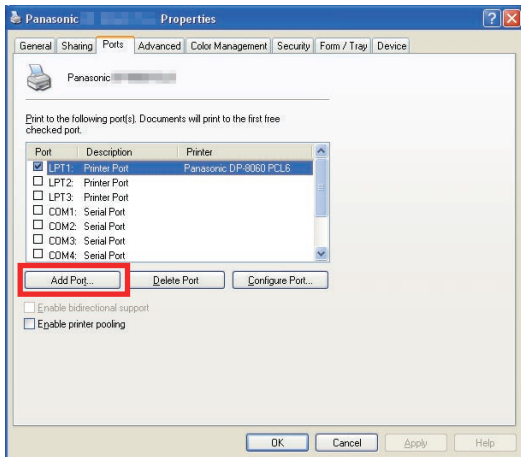 Panasonic Properties
General Sharing Ports Advanced Color Management Security Form / Tray Device
Panasonic
Print to the following port(s). Documents will print to the first free
checked port.
Port Description Printer
LPT1: Printer Port Panasonic DP-8060 PCL6
LPT2: Printer Port
LPT3: Printer Port
COM1: Serial Port
COM2: Serial Port
COM3: Serial Port
COM4: Serial Port
Add Port... Delete Port Configure Port...
Enable bidirectional support
Enable printer pooling
OK Cancel Apply Help